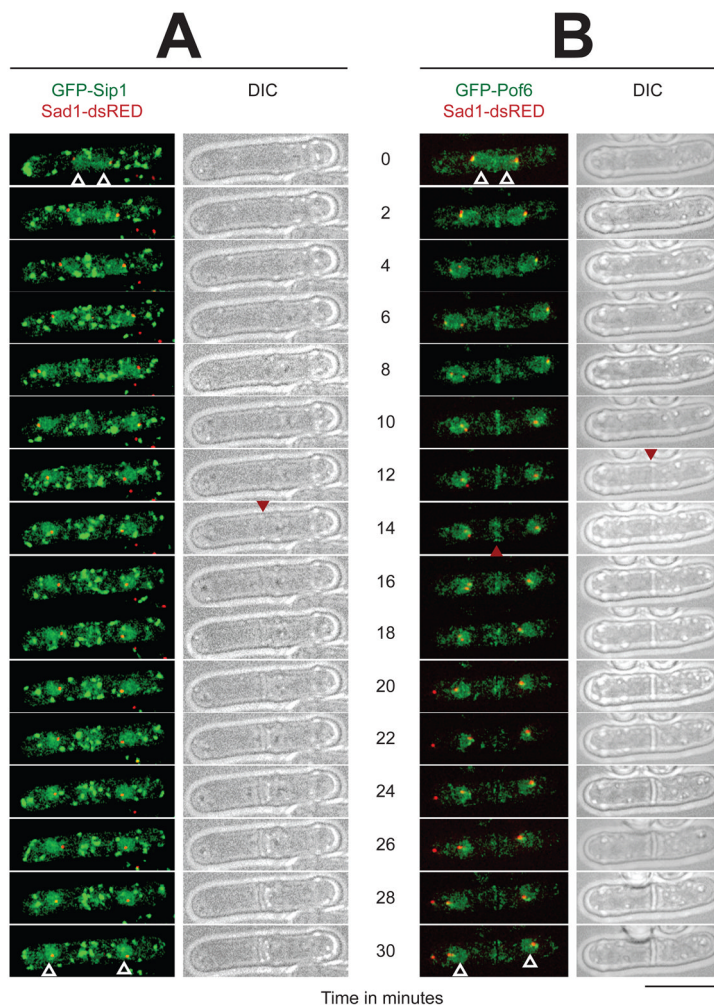 A
B
GFP-Sip1
Sad1-dsRED
DIC
GFP-Pof6
Sad1-dsRED
DIC
0
2
4
6
8
10
12
14
16
18
20
22
24
26
28
30
Time in minutes